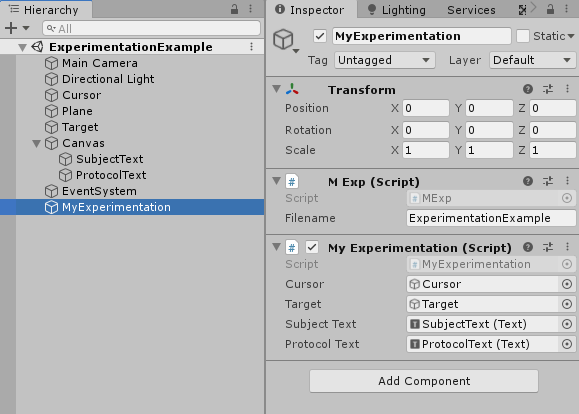 Hierarchy
All
ExperimentationExample
Main Camera
Directional Light
Cursor
Plane
Target
Canvas
SubjectText
ProtocolText
EventSystem
MyExperimentation
Inspector Lighting Services
MyExperimentation Static
Tag Untagged Layer Default
Transform
Position X 0 Y 0 Z 0
Rotation X 0 Y 0 Z 0
Scale X 1 Y 1 Z 1
# M Exp (Script)
Script # MExp
Filename ExperimentationExample
# My Experimentation (Script)
Script # MyExperimentation
Cursor Cursor
Target Target
Subject Text T SubjectText (Text)
Protocol Text T ProtocolText (Text)
Add Component